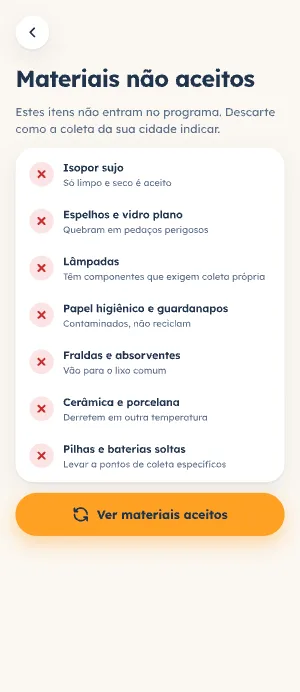 Materiais não aceitos
Estes itens não entram no programa. Descarte
como a coleta da sua cidade indicar.
Isopor sujo
Só limpo e seco é aceito
Espelhos e vidro plano
Quebram em pedaços perigosos
Lâmpadas
Têm componentes que exigem coleta própria
Papel higiênico e guardanapos
Contaminados, não reciclam
Fraldas e absorventes
Vão para o lixo comum
Cerâmica e porcelana
Derretem em outra temperatura
Pilhas e baterias soltas
Levar a pontos de coleta específicos
Ver materiais aceitos